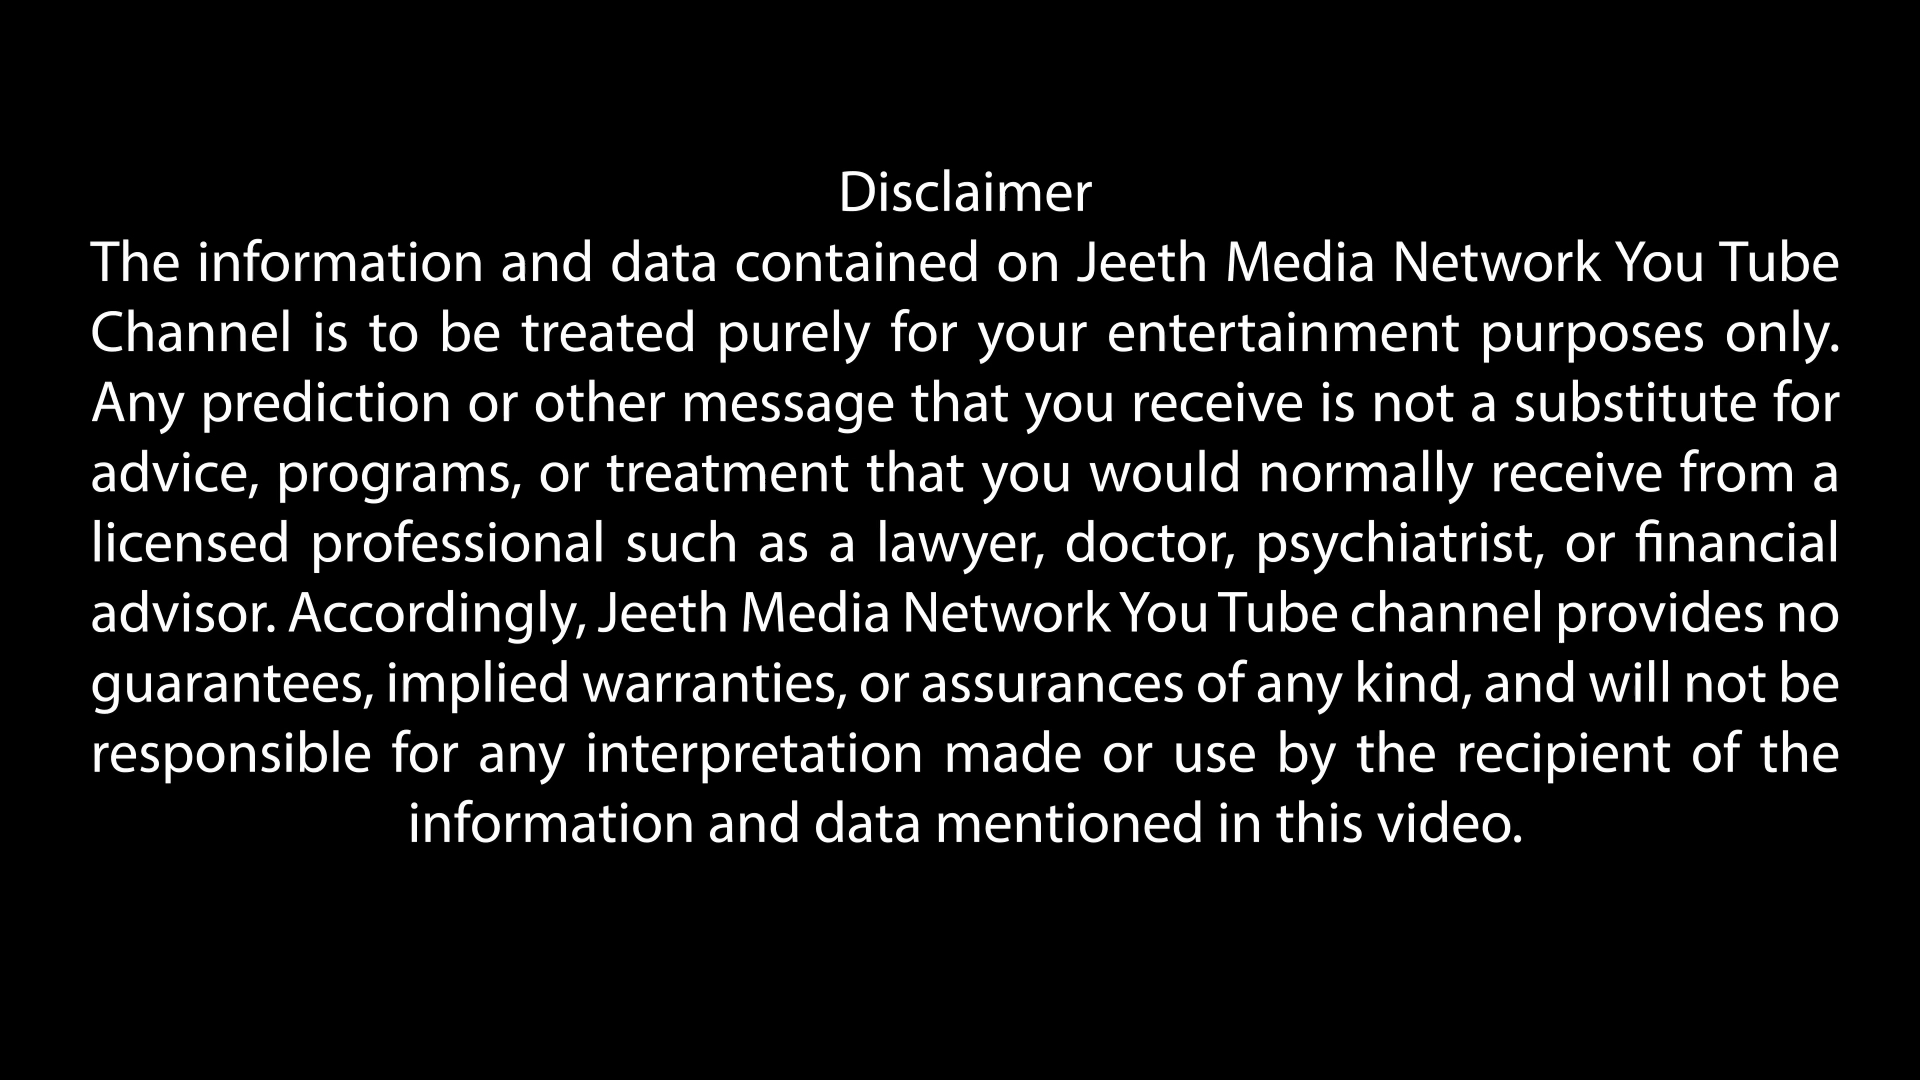 Disclaimer
The information and data contained on Jeeth Media Network You Tube
Channel is to be treated purely for your entertainment purposes only.
Any prediction or other message that you receive is not a substitute for
advice, programs, or treatment that you would normally receive from a
licensed professional such as a lawyer, doctor, psychiatrist, or financial
advisor. Accordingly, Jeeth Media Network You Tube channel provides no
guarantees, implied warranties, or assurances of any kind, and will not be
responsible for any interpretation made or use by the recipient of the
information and data mentioned in this video.